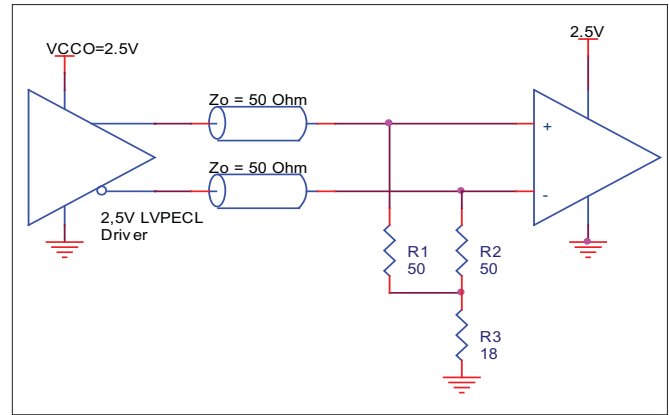 VCCO=2.5V
2.5V
Zo = 50 Ohm
+
Zo = 50 Ohm
-
2,5V LVPECL
Driver
R1
50
R2
50
R3
18